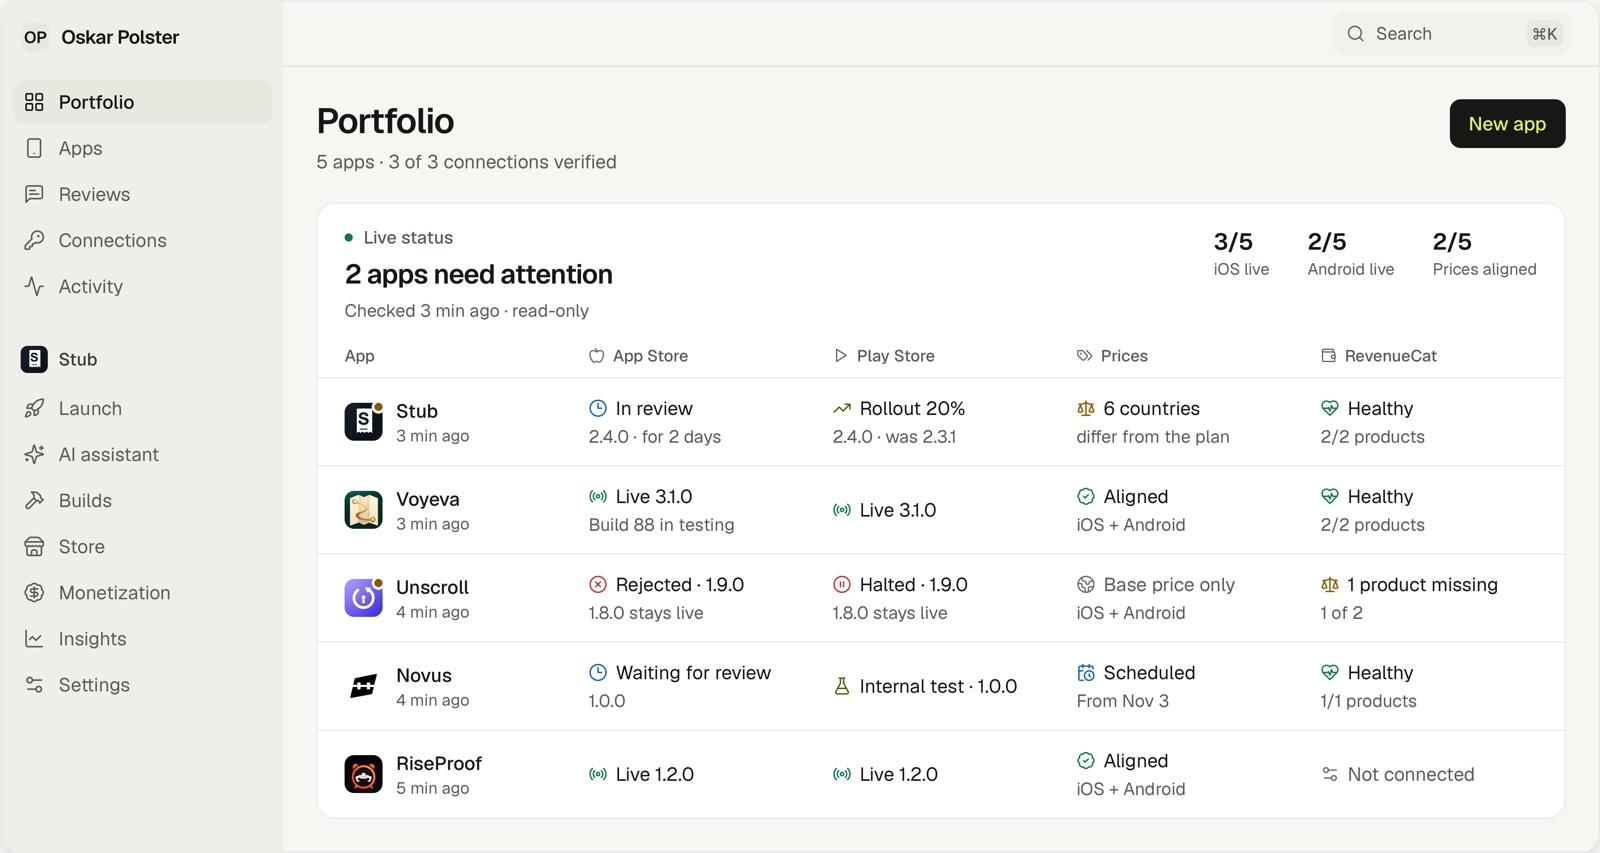 OP Oskar Polster
Search ⌘K
Portfolio
Apps
Reviews
Connections
Activity
Stub
Launch
AI assistant
Builds
Store
Monetization
Insights
Settings
Portfolio
5 apps · 3 of 3 connections verified
New app
Live status
2 apps need attention
Checked 3 min ago · read-only
3/5 2/5 2/5
iOS live Android live Prices aligned
App App Store Play Store Prices RevenueCat
Stub In review Rollout 20% 6 countries Healthy
3 min ago 2.4.0 · for 2 days 2.4.0 · was 2.3.1 differ from the plan 2/2 products
Voyeva Live 3.1.0 Live 3.1.0 Aligned Healthy
3 min ago Build 88 in testing iOS + Android 2/2 products
Unscroll Rejected · 1.9.0 Halted · 1.9.0 Base price only 1 product missing
4 min ago 1.8.0 stays live 1.8.0 stays live iOS + Android 1 of 2
Novus Waiting for review Internal test · 1.0.0 Scheduled Healthy
4 min ago 1.0.0 From Nov 3 1/1 products
RiseProof Live 1.2.0 Live 1.2.0 Aligned Not connected
5 min ago iOS + Android